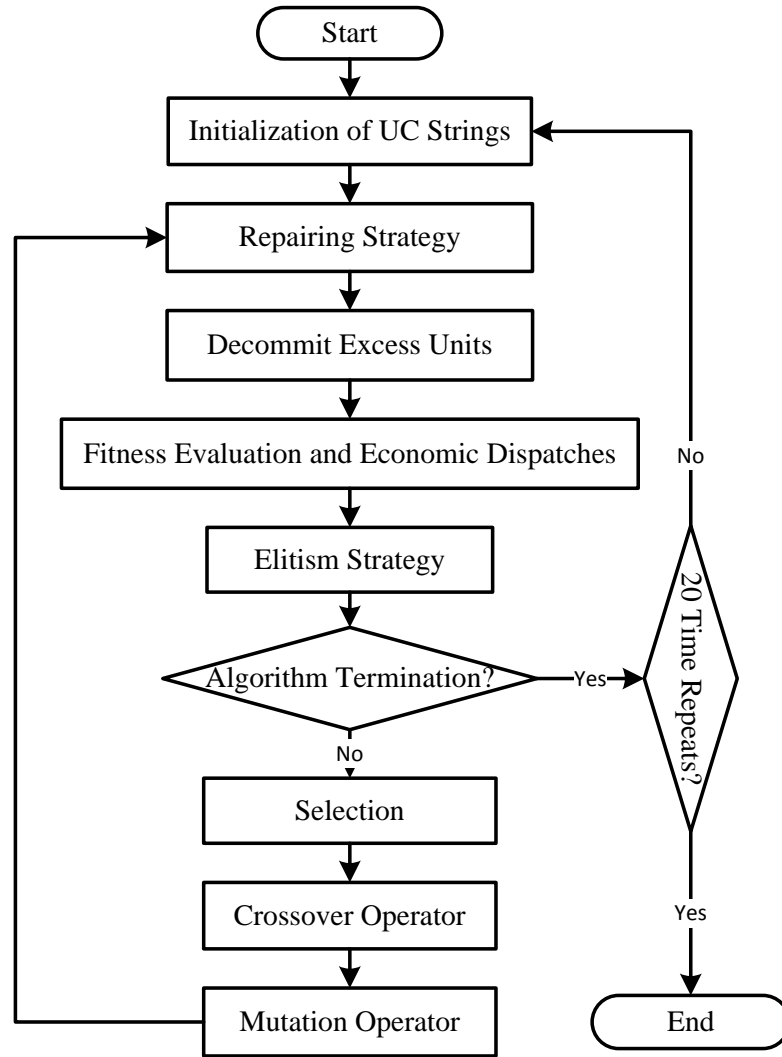 Start
Initialization of UC Strings
Repairing Strategy
Decommit Excess Units
Fitness Evaluation and Economic Dispatches
No
Elitism Strategy
Algorithm Termination?
Yes
20 Time Repeats?
No
Selection
Crossover Operator
Yes
Mutation Operator
End